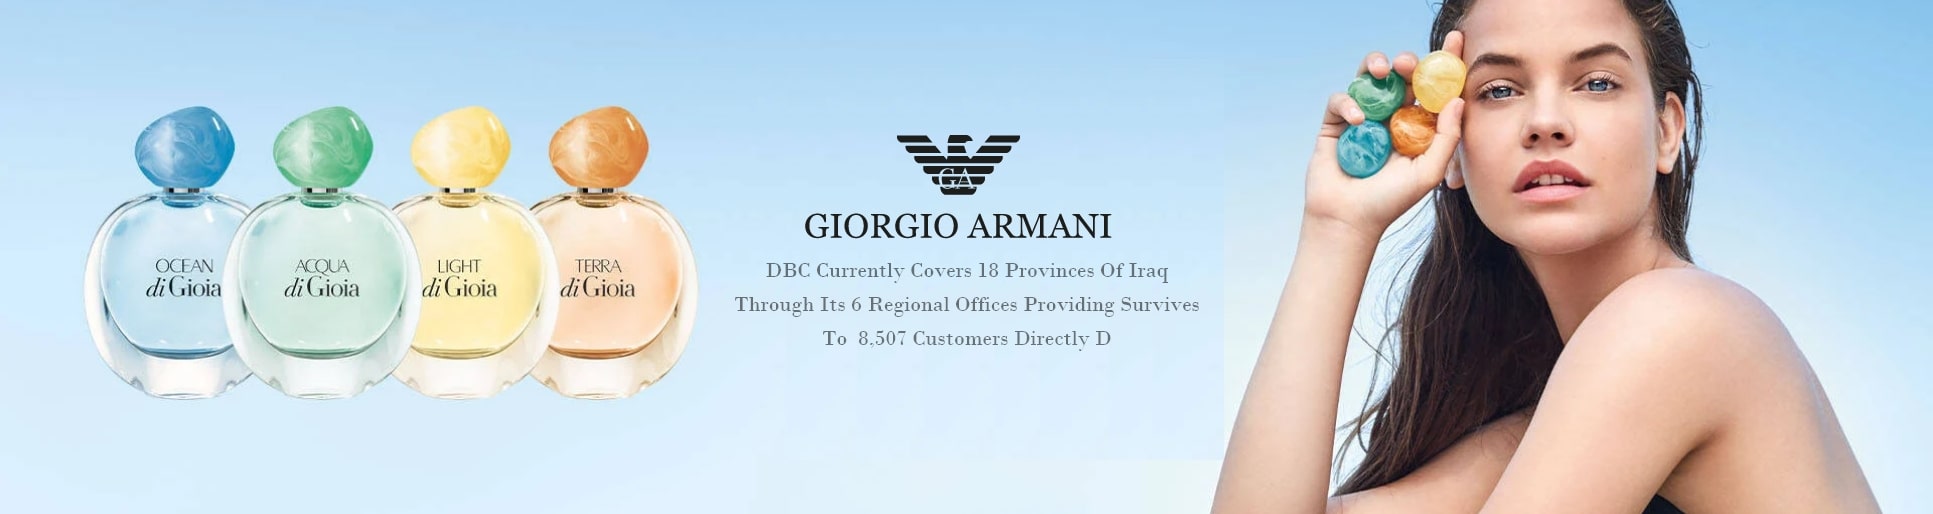 OCEAN
di Gioia
ACQUA
di Gioia
LIGHT
di Gioia
TERRA
di Gioia
GA
GIORGIO ARMANI
DBC Currently Covers 18 Provinces Of Iraq
Through Its 6 Regional Offices Providing Survives
To 8,507 Customers Directly D